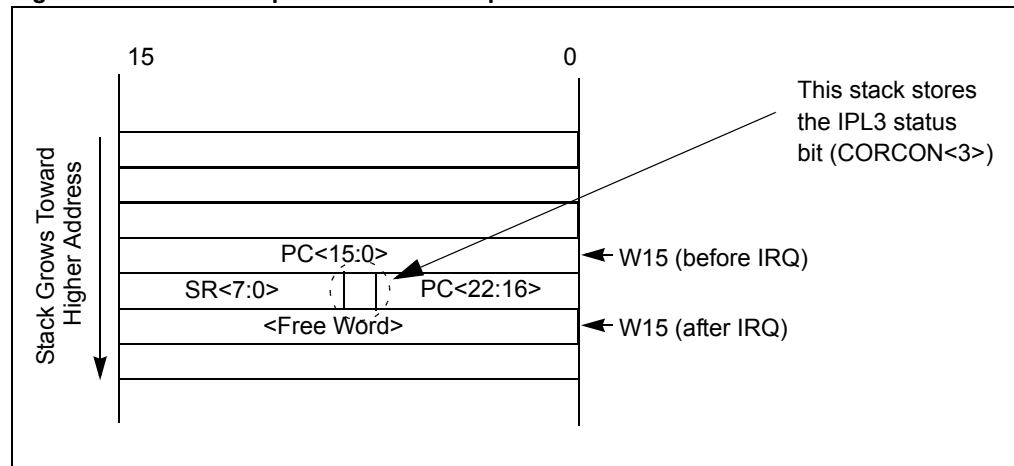 15 0
This stack stores
the IPL3 status
bit (CORCON<3>)
Stack Grows Toward
Higher Address
PC<15:0>
W15 (before IRQ)
SR<7:0> PC<22:16>
<Free Word>
W15 (after IRQ)